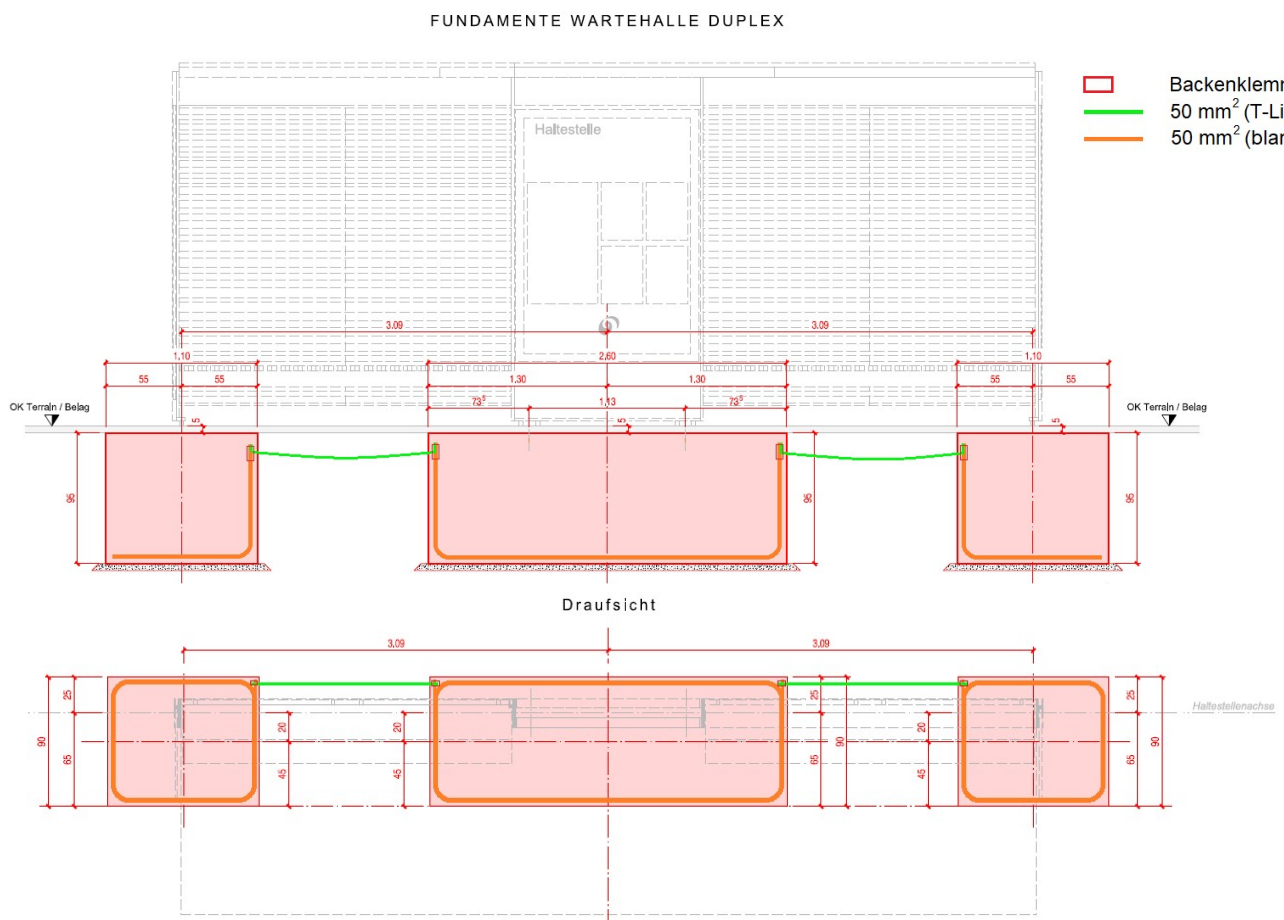 FUNDAMENTE WARTEHALLE DUPLEX
Backenklemm
50 mm² (T-Li
50 mm² (blan
Haltestelle
3.09 3.09
1,10 2,60 1,10
55 55 1,30 1,30 55 55
73⁵ 1,13 73⁵
OK Terrain / Belag OK Terrain / Belag
5 5 5
95 95 95
Draufsicht
3,09 3,09
25 25 25
Haltestellenachse
20 20 20
90 90 90
65 65 65
45 45 45 45